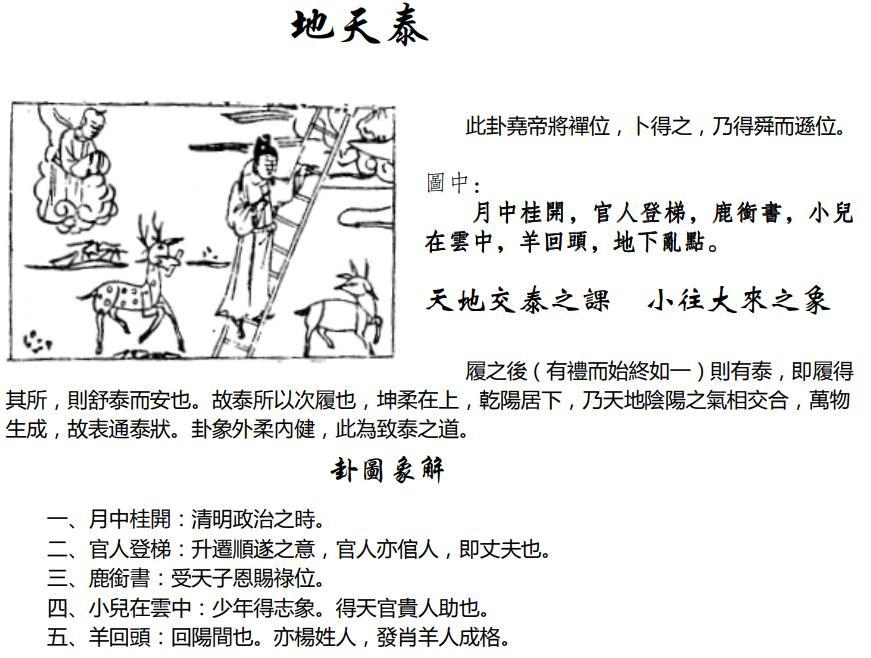 地天泰
此卦堯帝將禪位，卜得之，乃得舜而遜位。
圖中：
月中桂開，官人登梯，鹿銜書，小兒
在雲中，羊回頭，地下亂點。
天地交泰之課　小往大來之象
履之後（有禮而始終如一）則有泰，即履得
其所，則舒泰而安也。故泰所以次履也，坤柔在上，乾陽居下，乃天地陰陽之氣相交合，萬物
生成，故表通泰狀。卦象外柔內健，此為致泰之道。
卦圖象解
一、月中桂開：清明政治之時。
二、官人登梯：升遷順遂之意，官人亦倌人，即丈夫也。
三、鹿銜書：受天子恩賜祿位。
四、小兒在雲中：少年得志象。得天官貴人助也。
五、羊回頭：回陽間也。亦楊姓人，發肖羊人成格。